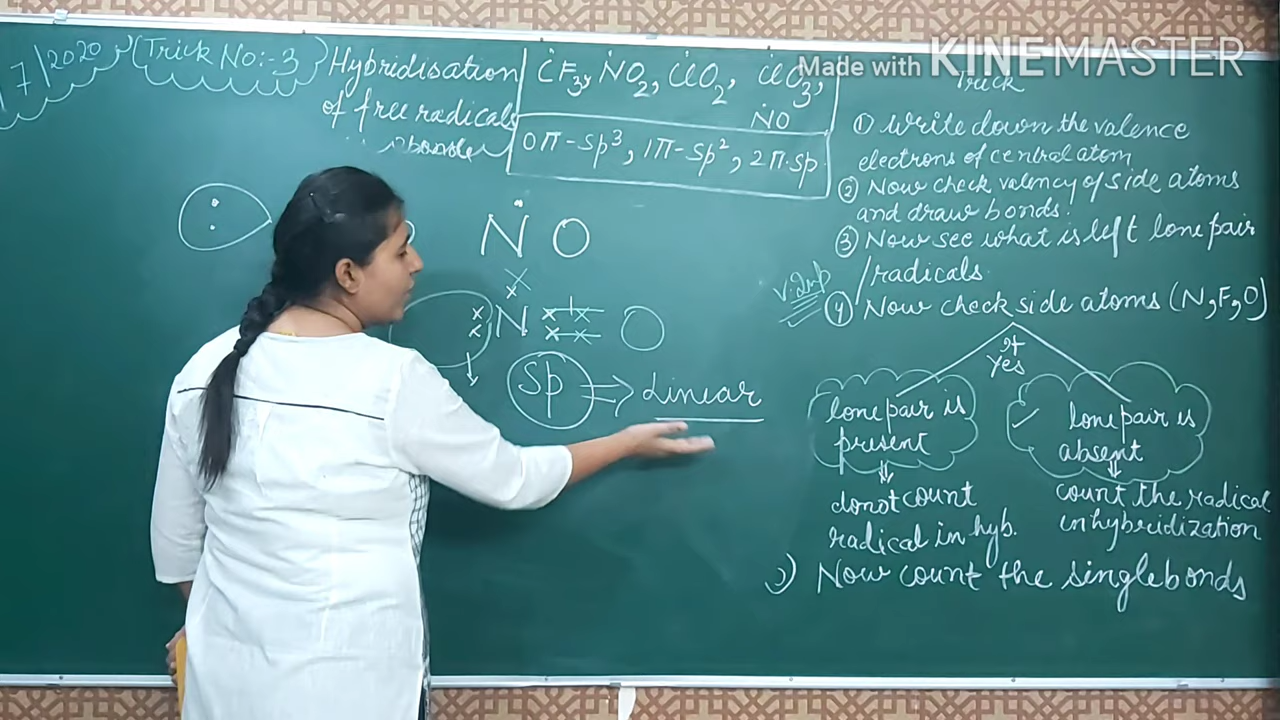 7|2020
(Trick No:-3)
Hybridisation
of free radicals
ĊF3, ṄO2, ĊlO2, ĊlO3,
ṄO
0π-sp³, 1π-sp², 2π.sp.
Made with KINEMASTER
Trick
① Write down the valence
electrons of central atom
② Now check valency of side atoms
and draw bonds.
③ Now see what is left lone pair
/radicals
V.Imp
④ Now check side atoms (N,F,O)
If
Yes
lone pair is
present
donot count
radical in hyb.
lone pair is
absent
count the radical
in hybridization
Now count the single bonds
Ṅ O
N O
Sp ⇒ Linear